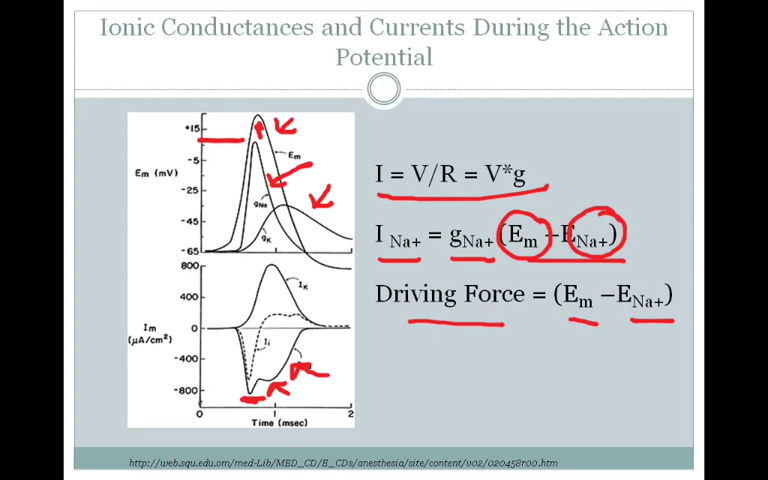 Ionic Conductances and Currents During the Action
Potential
+15
-5
Em (mV)
-25
-45
-65
Em
gNa
gK
I = V/R = V*g
I Na+ = gNa+ (Em –ENa+)
Driving Force = (Em –ENa+)
800
400
0
Im
(µA/cm²)
-400
-800
IK
Ii
0 1 2
Time (msec)
http://web.squ.edu.om/med-Lib/MED_CD/E_CDs/anesthesia/site/content/v02/020458r00.htm